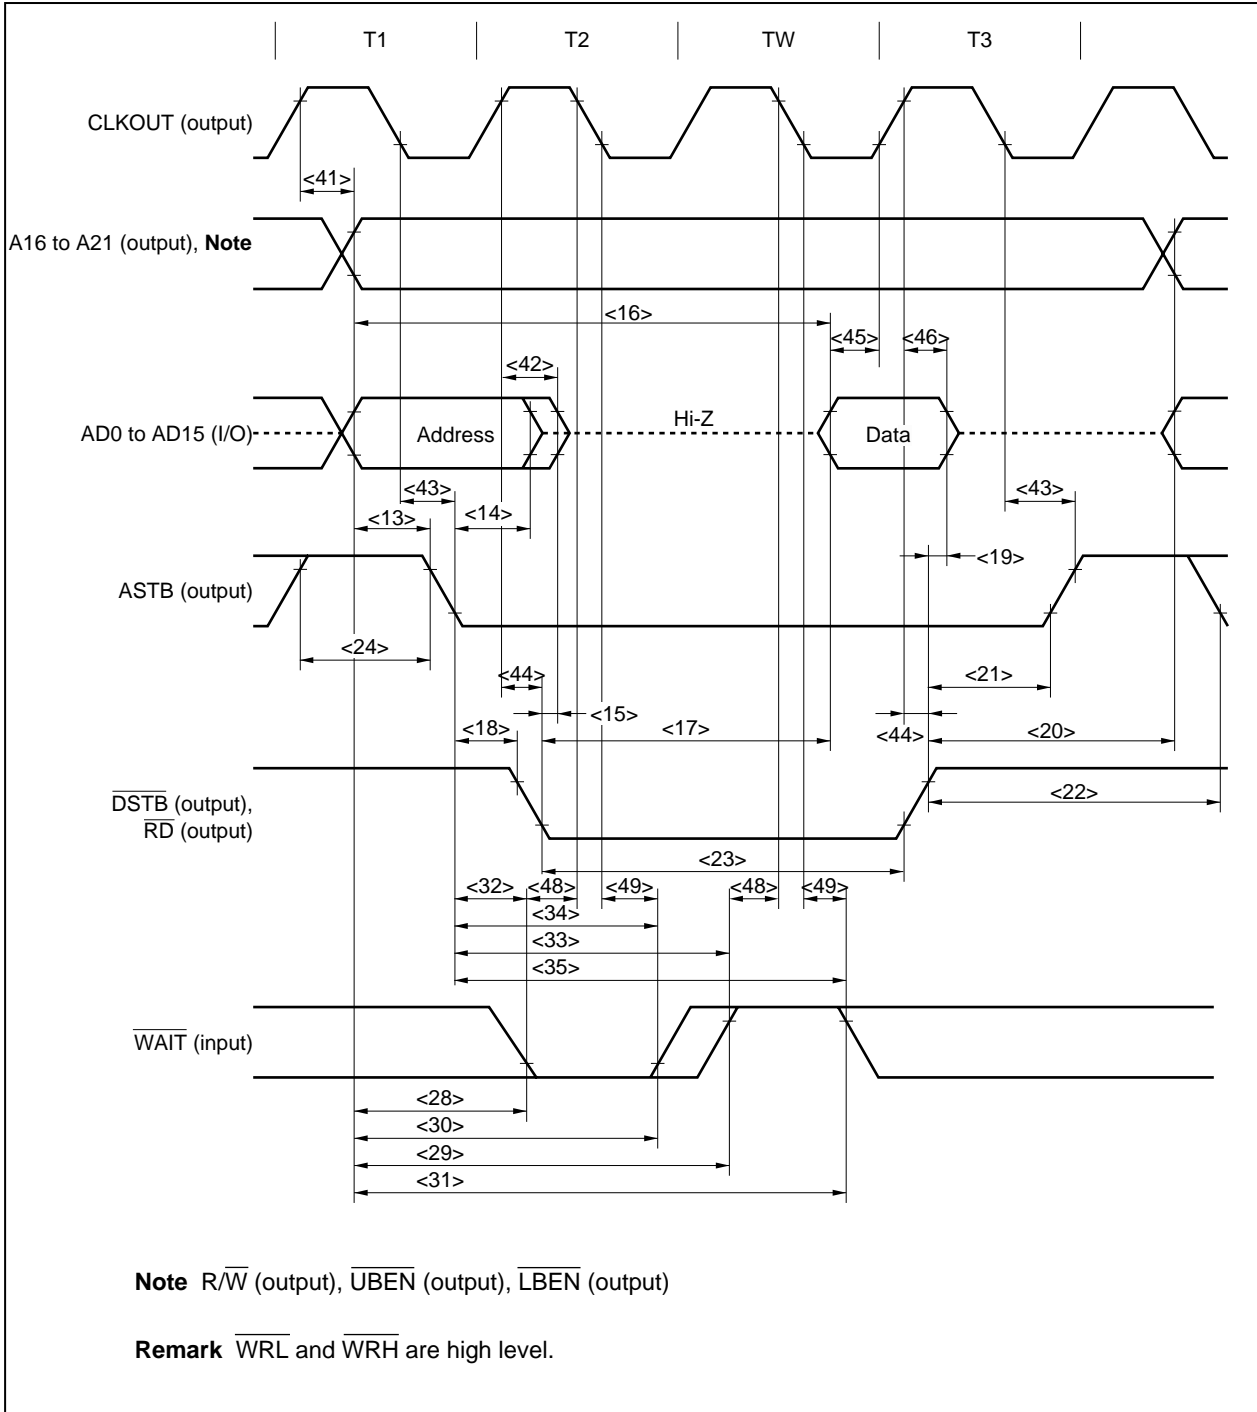 T1 T2 TW T3
CLKOUT (output)
<41>
A16 to A21 (output), Note
<16>
<45> <46>
<42>
AD0 to AD15 (I/O) Address Hi-Z Data
<43> <43>
<13> <14>
<19>
ASTB (output)
<24>
<44> <21>
<15>
<18> <17> <44> <20>
DSTB (output),
RD (output)
<22>
<23>
<32> <48> <49> <48> <49>
<34>
<33>
<35>
WAIT (input)
<28>
<30>
<29>
<31>
Note R/W (output), UBEN (output), LBEN (output)
Remark WRL and WRH are high level.